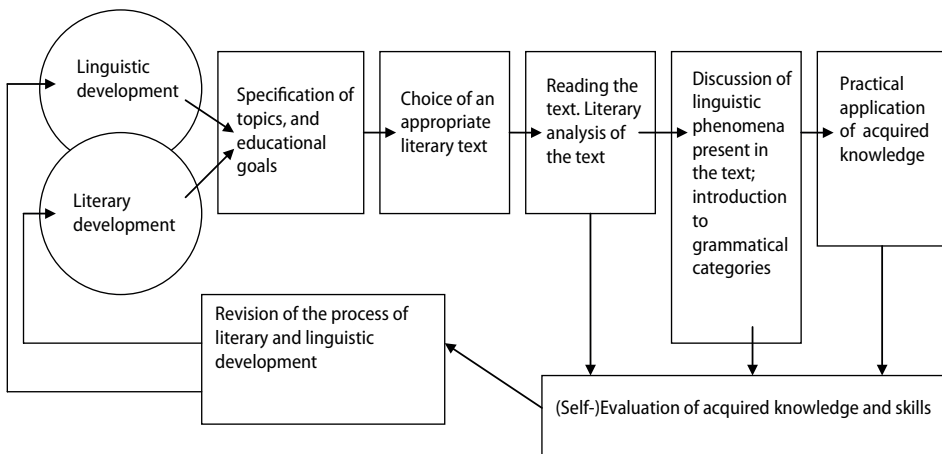 Linguistic
development
Literary
development
Specification of
topics, and
educational
goals
Choice of an
appropriate
literary text
Reading the
text. Literary
analysis of
the text
Discussion of
linguistic
phenomena
present in
the text;
introduction
to
grammatical
categories
Practical
application
of acquired
knowledge
Revision of the process of
literary and linguistic
development
(Self-)Evaluation of acquired knowledge and skills